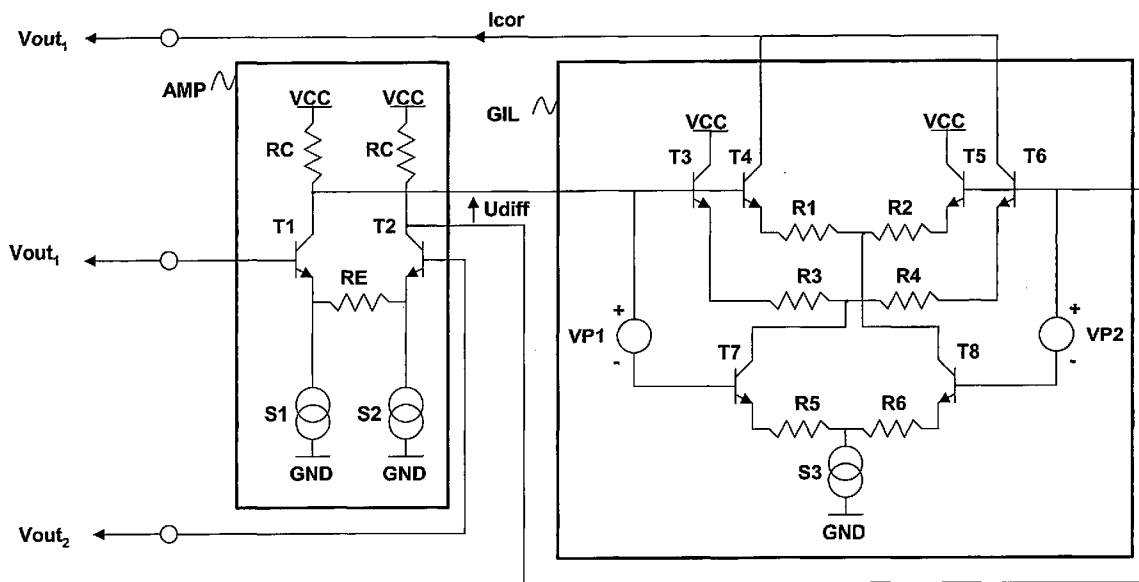 Icor
Vout₁
AMP
VCC VCC
GIL
RC RC
VCC VCC
T3 T4 T5 T6
Udiff
T1 T2
R1 R2
Vout₁
RE
R3 R4
+ +
VP1 VP2
T7 T8
- -
S1 S2
R5 R6
GND GND
S3
GND
Vout₂